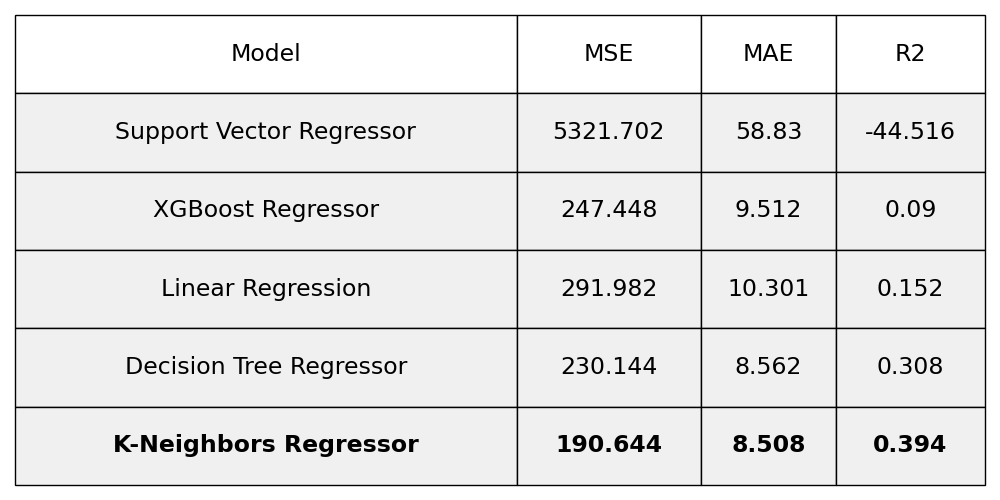 Model MSE MAE R2
Support Vector Regressor 5321.702 58.83 -44.516
XGBoost Regressor 247.448 9.512 0.09
Linear Regression 291.982 10.301 0.152
Decision Tree Regressor 230.144 8.562 0.308
K-Neighbors Regressor 190.644 8.508 0.394